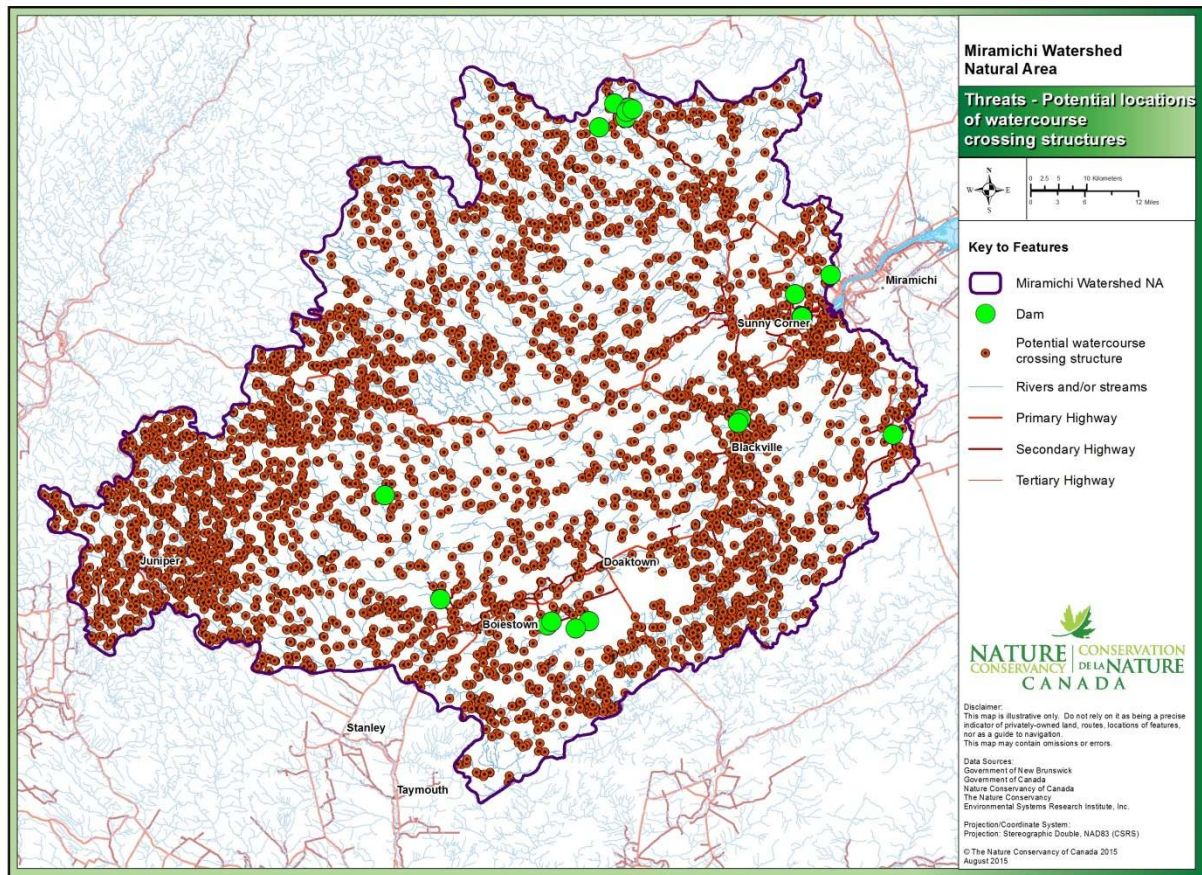 Miramichi Watershed
Natural Area
Threats - Potential locations
of watercourse
crossing structures
N
W E
S
0 2.5 5 10 Kilometers
0 3 6 12 Miles
Key to Features
Miramichi Watershed NA
Dam
Potential watercourse
crossing structure
Rivers and/or streams
Primary Highway
Secondary Highway
Tertiary Highway
Miramichi
Sunny Corner
Blackville
Doaktown
Juniper
Boiestown
Stanley
Taymouth
NATURE CONSERVATION
CONSERVANCY DE LA NATURE
CANADA
Disclaimer:
This map is illustrative only. Do not rely on it as being a precise
indicator of privately-owned land, routes, locations of features,
nor as a guide to navigation.
This map may contain omissions or errors.
Data Sources:
Government of New Brunswick
Government of Canada
Nature Conservancy of Canada
The Nature Conservancy
Environmental Systems Research Institute, Inc.
Projection/Coordinate System:
Projection: Stereographic Double, NAD83 (CSRS)
© The Nature Conservancy of Canada 2015
August 2015